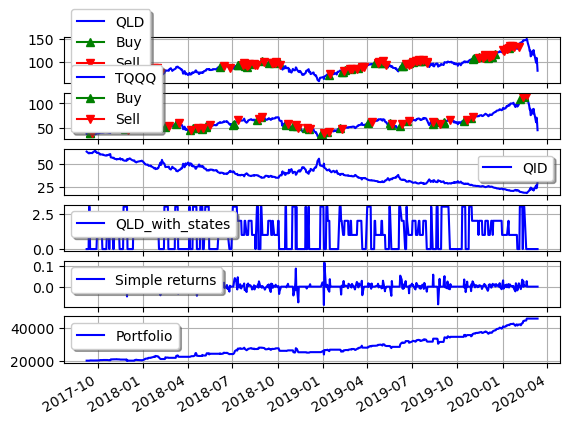 QLD
Buy
Sell
150
100
TQQQ
Buy
Sell
100
50
QID
50
25
QLD_with_states
2.5
0.0
Simple returns
0.1
0.0
Portfolio
40000
20000
2017-10
2018-01
2018-04
2018-07
2018-10
2019-01
2019-04
2019-07
2019-10
2020-01
2020-04